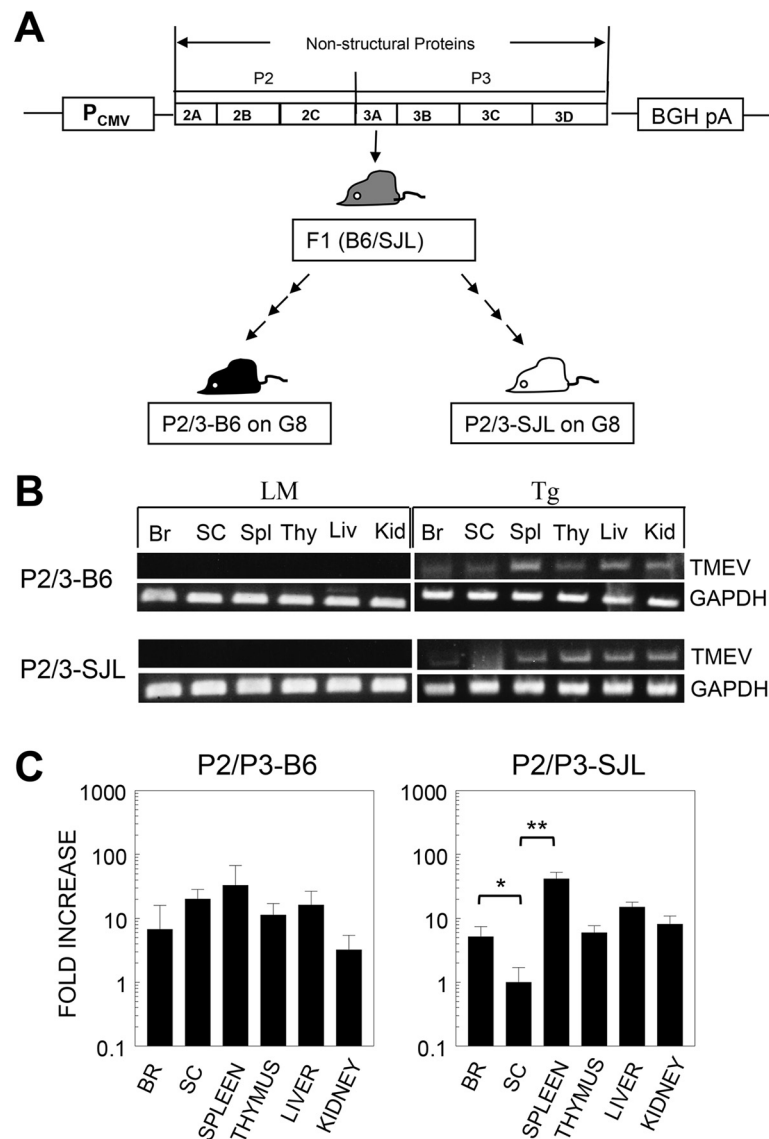 A
Non-structural Proteins
P2 P3
PCMV 2A 2B 2C 3A 3B 3C 3D BGH pA
F1 (B6/SJL)
P2/3-B6 on G8 P2/3-SJL on G8
B
LM Tg
Br SC Spl Thy Liv Kid Br SC Spl Thy Liv Kid
P2/3-B6 TMEV
GAPDH
P2/3-SJL TMEV
GAPDH
C
P2/P3-B6 P2/P3-SJL
FOLD INCREASE
1000 1000
100 100
10 10
1 1
0.1 0.1
* **
BR SC SPLEEN THYMUS LIVER KIDNEY BR SC SPLEEN THYMUS LIVER KIDNEY